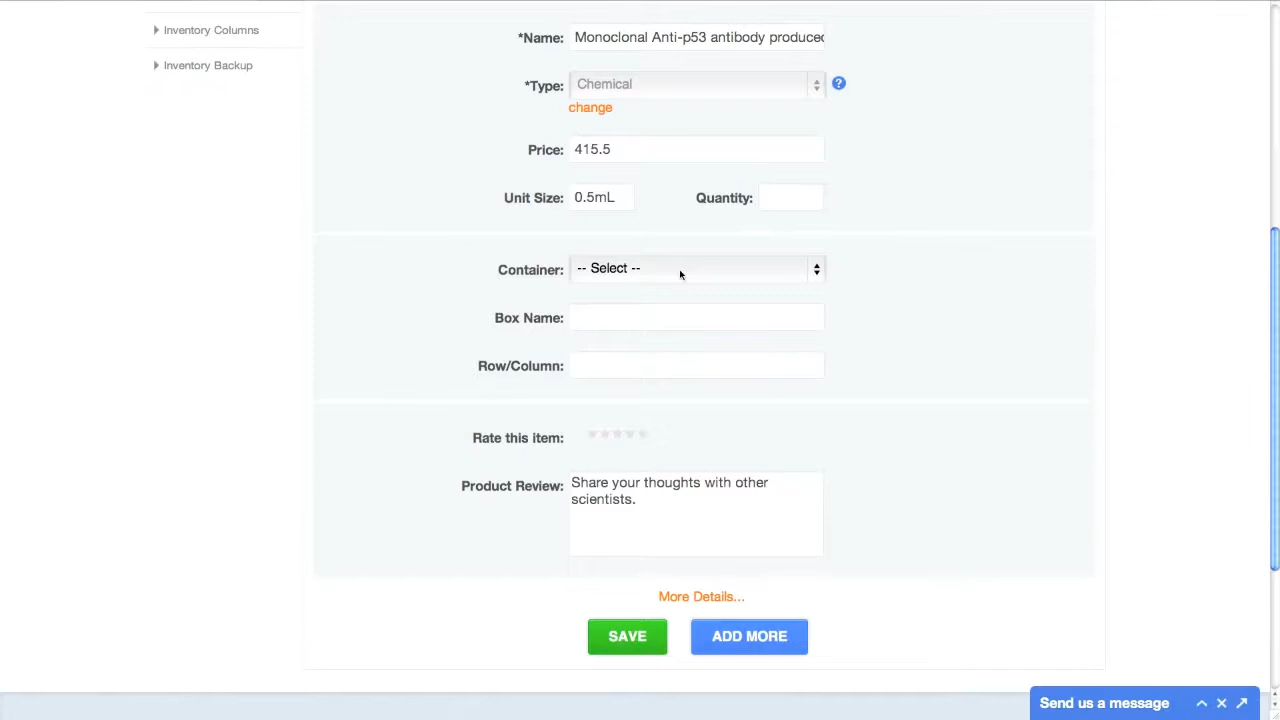 Inventory Columns
Inventory Backup
*Name: Monoclonal Anti-p53 antibody produced
*Type: Chemical
change
Price: 415.5
Unit Size: 0.5mL Quantity:
Container: -- Select --
Box Name:
Row/Column:
Rate this item:
Product Review: Share your thoughts with other
scientists.
More Details...
SAVE ADD MORE
Send us a message